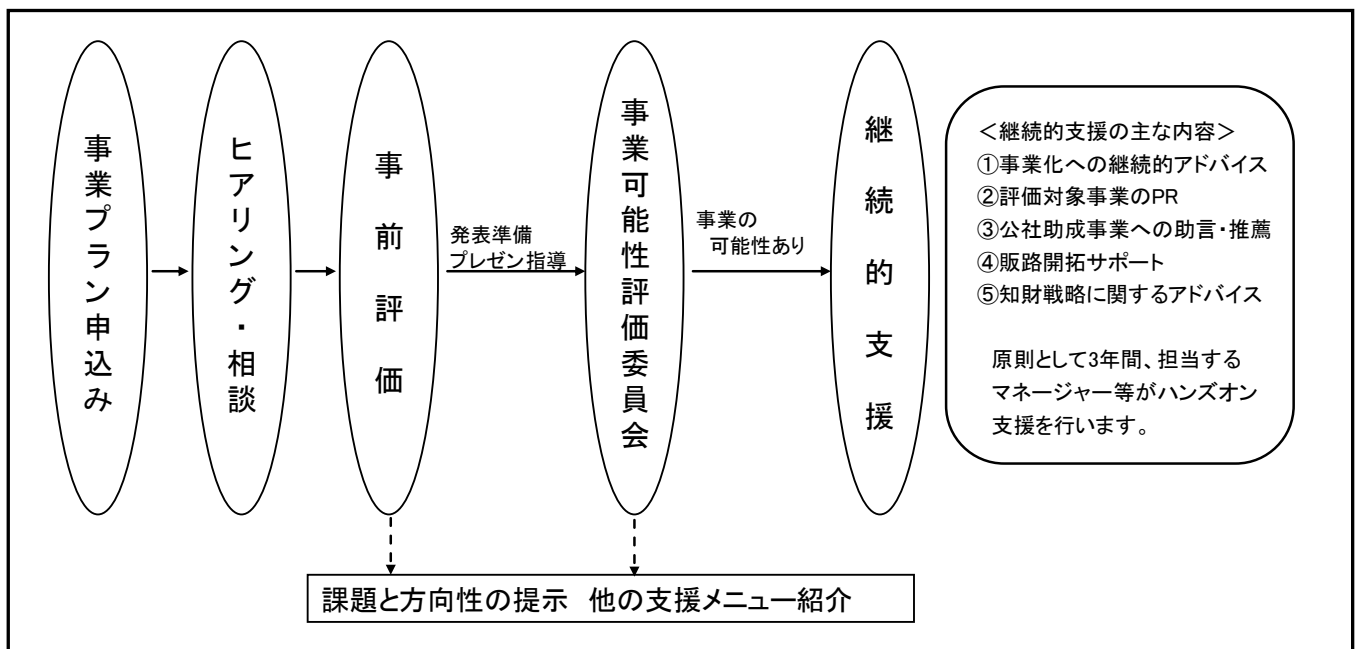 事業プラン申込み
ヒアリング・相談
事前評価
発表準備
プレゼン指導
事業可能性評価委員会
事業の
可能性あり
継続的支援
＜継続的支援の主な内容＞
①事業化への継続的アドバイス
②評価対象事業のPR
③公社助成事業への助言・推薦
④販路開拓サポート
⑤知財戦略に関するアドバイス
原則として3年間、担当する
マネージャー等がハンズオン
支援を行います。
課題と方向性の提示　他の支援メニュー紹介